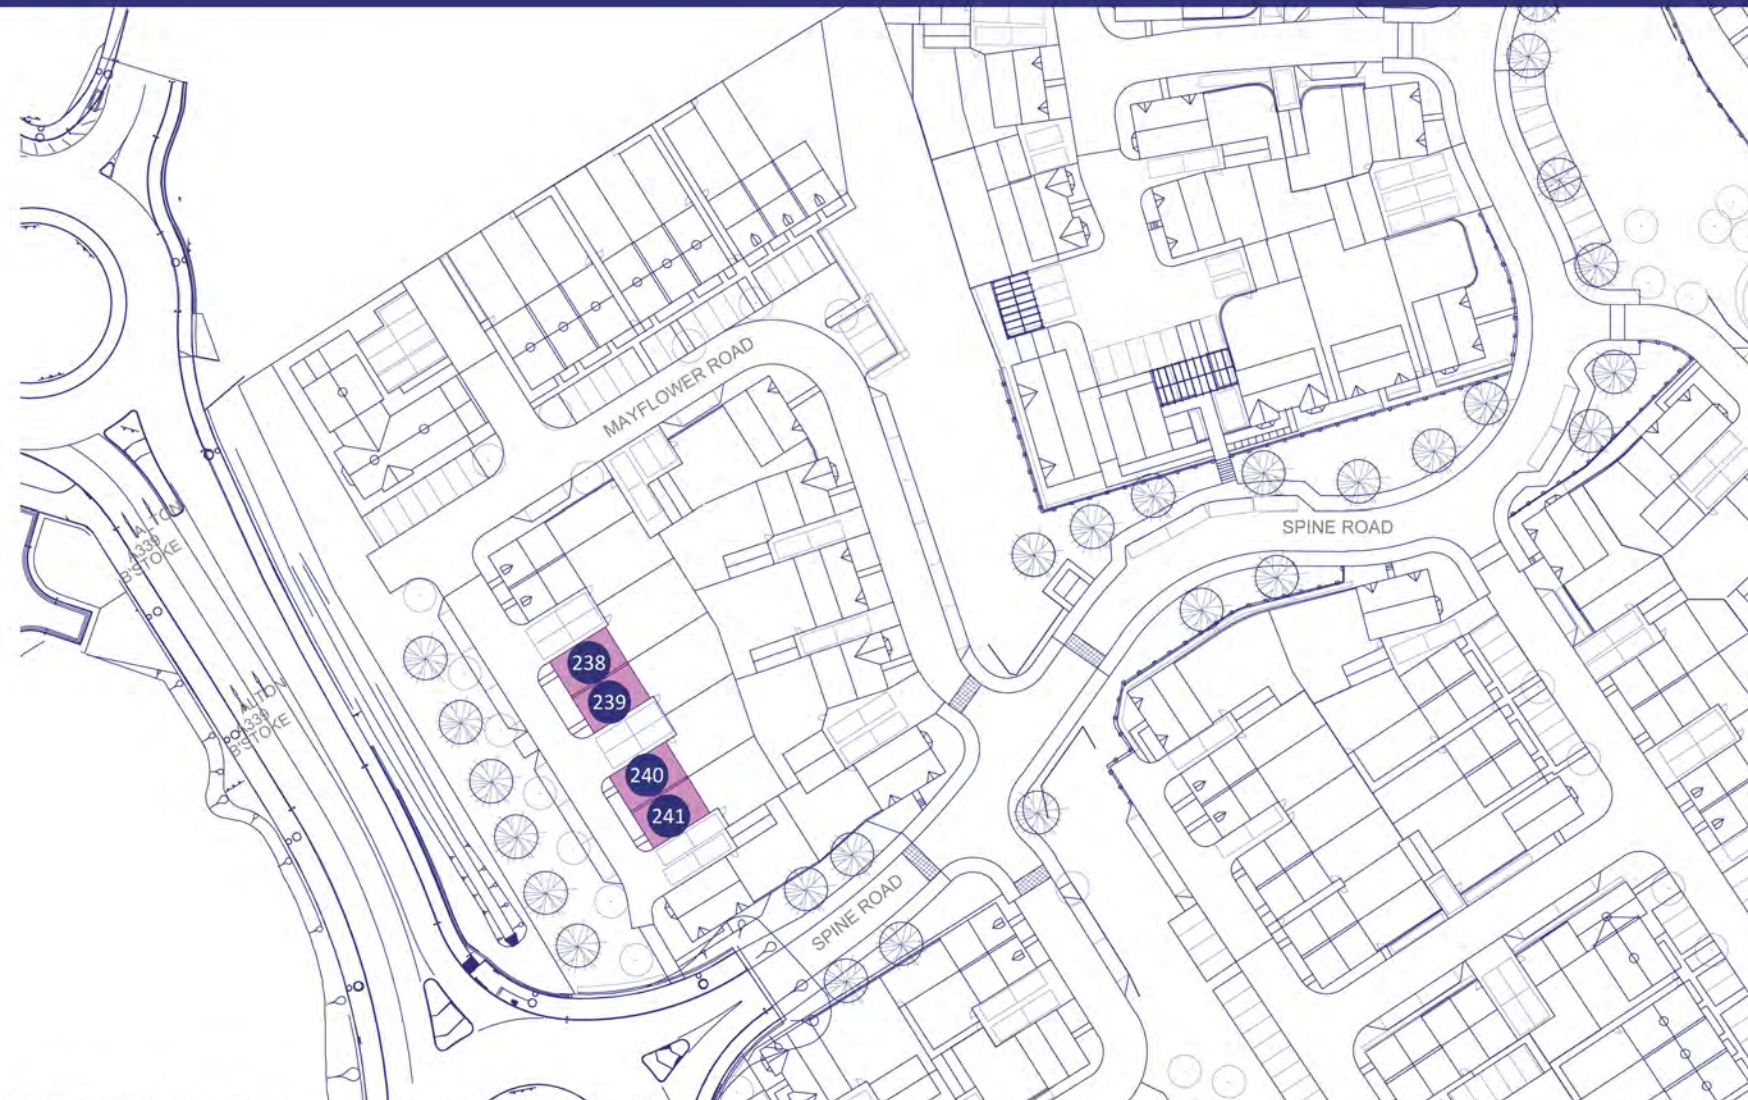 MAYFLOWER ROAD
SPINE ROAD
ALTON
A339
B'STOKE
238
239
ALTON
A339
B'STOKE
240
241
SPINE ROAD